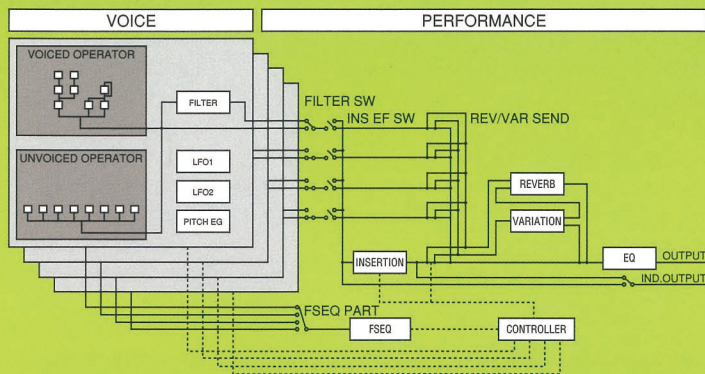 VOICE
PERFORMANCE
VOICED OPERATOR
FILTER
FILTER SW
INS EF SW
REV/VAR SEND
UNVOICED OPERATOR
LFO1
LFO2
PITCH EG
REVERB
VARIATION
INSERTION
EQ
OUTPUT
IND.OUTPUT
FSEQ PART
FSEQ
CONTROLLER